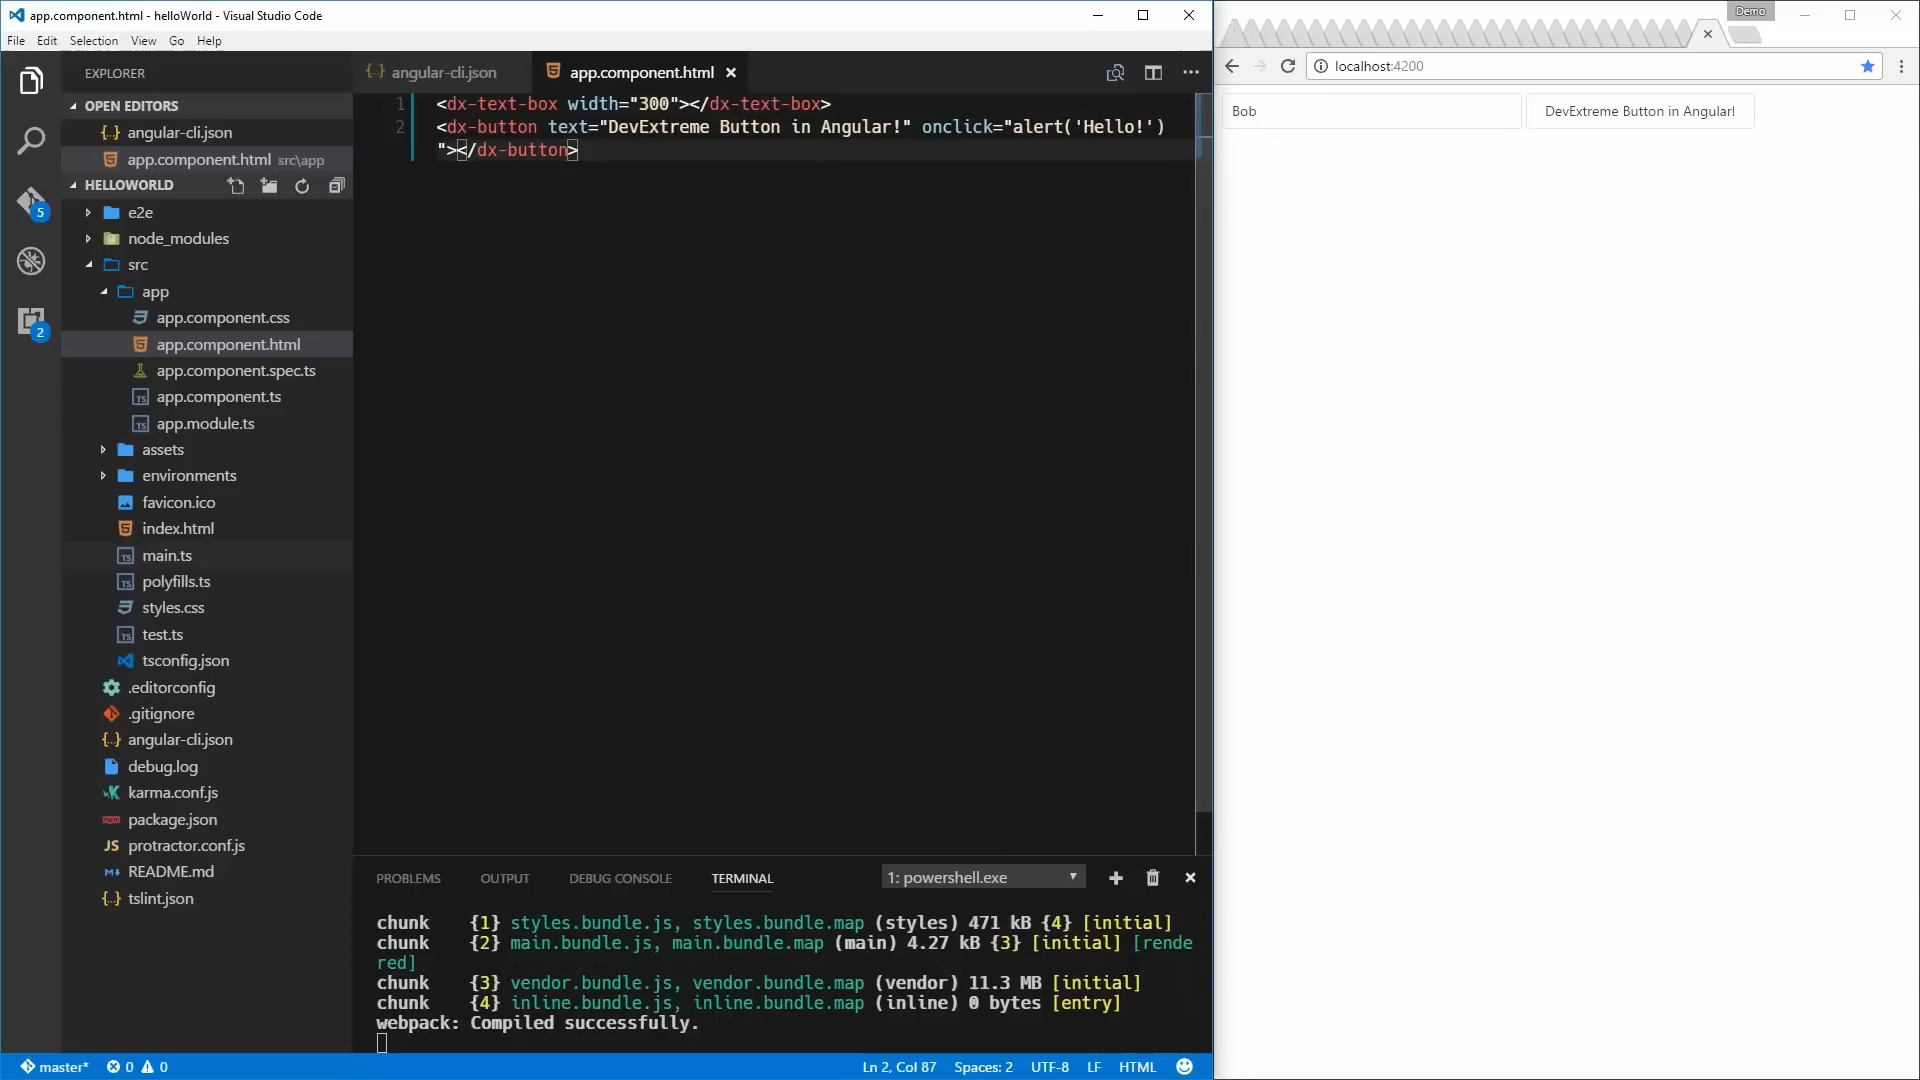 app.component.html - helloWorld - Visual Studio Code
File Edit Selection View Go Help
EXPLORER
OPEN EDITORS
angular-cli.json
app.component.html src\app
HELLOWORLD
e2e
node_modules
src
app
app.component.css
app.component.html
app.component.spec.ts
app.component.ts
app.module.ts
assets
environments
favicon.ico
index.html
main.ts
polyfills.ts
styles.css
test.ts
tsconfig.json
.editorconfig
.gitignore
angular-cli.json
debug.log
karma.conf.js
package.json
protractor.conf.js
README.md
tslint.json
5
2
angular-cli.json app.component.html
1 <dx-text-box width="300"></dx-text-box>
2 <dx-button text="DevExtreme Button in Angular!" onclick="alert('Hello!')
"></dx-button>
PROBLEMS OUTPUT DEBUG CONSOLE TERMINAL 1: powershell.exe
chunk {1} styles.bundle.js, styles.bundle.map (styles) 471 kB {4} [initial]
chunk {2} main.bundle.js, main.bundle.map (main) 4.27 kB {3} [initial] [rende
red]
chunk {3} vendor.bundle.js, vendor.bundle.map (vendor) 11.3 MB [initial]
chunk {4} inline.bundle.js, inline.bundle.map (inline) 0 bytes [entry]
webpack: Compiled successfully.
master* 0 0 Ln 2, Col 87 Spaces: 2 UTF-8 LF HTML
Demo
localhost:4200
Bob DevExtreme Button in Angular!